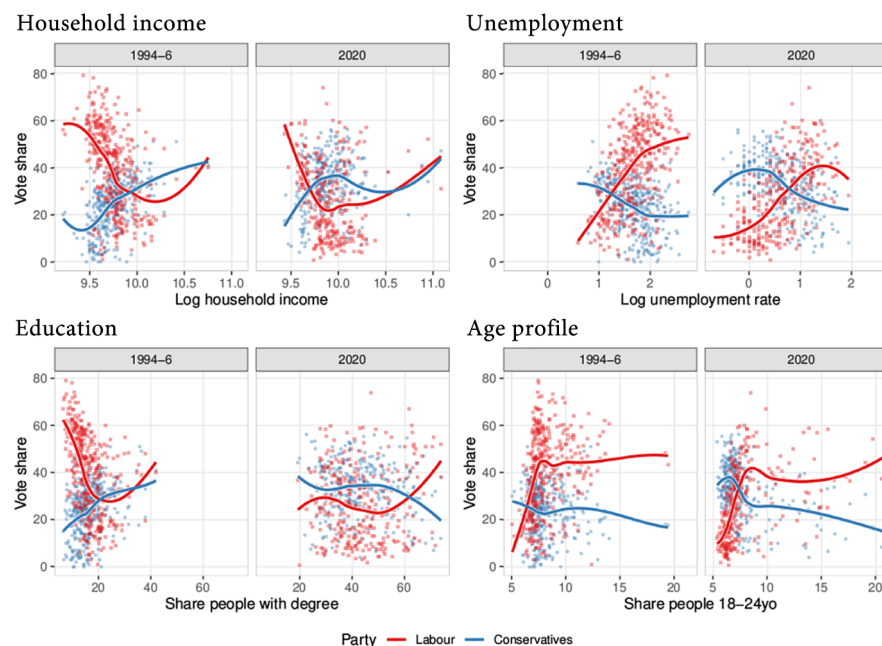 Household income
Unemployment
1994–6 2020 1994–6 2020
80
60
40
20
0
Vote share
9.5 10.0 10.5 11.0 9.5 10.0 10.5 11.0
Log household income
80
60
40
20
0
Vote share
0 1 2 0 1 2
Log unemployment rate
Education
Age profile
1994–6 2020 1994–6 2020
80
60
40
20
0
Vote share
20 40 60 20 40 60
Share people with degree
80
60
40
20
0
Vote share
5 10 15 20 5 10 15 20
Share people 18–24yo
Party Labour Conservatives